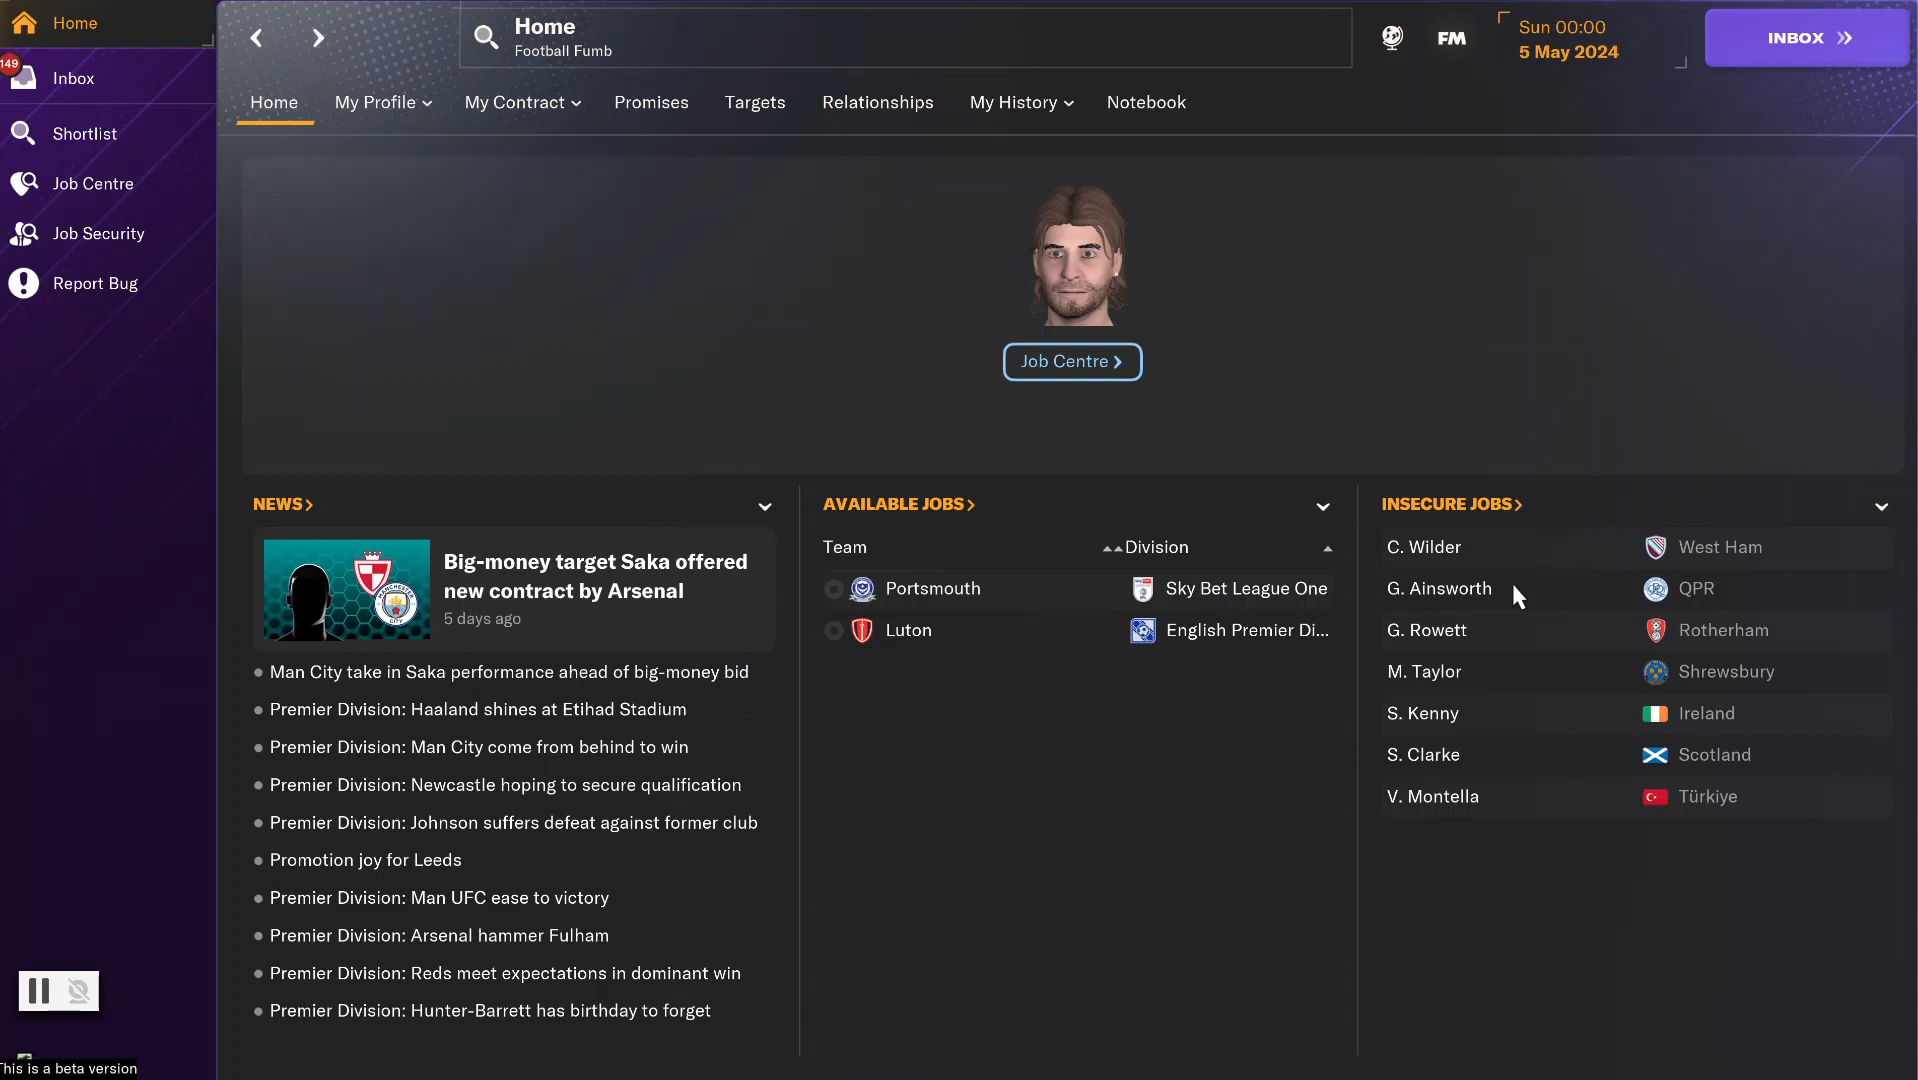 Home
149
Inbox
Shortlist
Job Centre
Job Security
Report Bug
Home
Football Fumb
FM
Sun 00:00
5 May 2024
INBOX
Home
My Profile
My Contract
Promises
Targets
Relationships
My History
Notebook
Job Centre
NEWS
Big-money target Saka offered
new contract by Arsenal
5 days ago
Man City take in Saka performance ahead of big-money bid
Premier Division: Haaland shines at Etihad Stadium
Premier Division: Man City come from behind to win
Premier Division: Newcastle hoping to secure qualification
Premier Division: Johnson suffers defeat against former club
Promotion joy for Leeds
Premier Division: Man UFC ease to victory
Premier Division: Arsenal hammer Fulham
Premier Division: Reds meet expectations in dominant win
Premier Division: Hunter-Barrett has birthday to forget
AVAILABLE JOBS
Team Division
Portsmouth Sky Bet League One
Luton English Premier Di...
INSECURE JOBS
C. Wilder West Ham
G. Ainsworth QPR
G. Rowett Rotherham
M. Taylor Shrewsbury
S. Kenny Ireland
S. Clarke Scotland
V. Montella Türkiye
This is a beta version